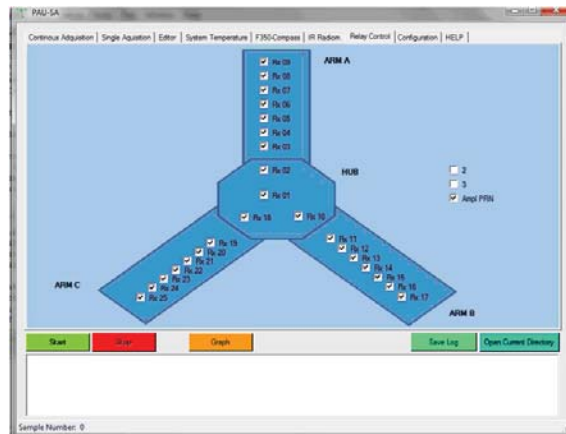 PAU-SA
Continous Adquisition | Single Aquisition | Editor | System Temperature | F350-Compass | IR Radiom | Relay Control | Configuration | HELP
Rx 09
ARM A
Rx 08
Rx 07
Rx 06
Rx 05
Rx 04
Rx 03
Rx 02
HUB
2
3
Rx 01
Ampl PRN
Rx 18
Rx 10
Rx 19
Rx 11
Rx 20
Rx 12
Rx 21
Rx 13
Rx 22
Rx 14
Rx 23
Rx 15
Rx 24
Rx 16
Rx 25
Rx 17
ARM C
ARM B
Start
Graph
Save Log
Open Current Directory
Sample Number: 0